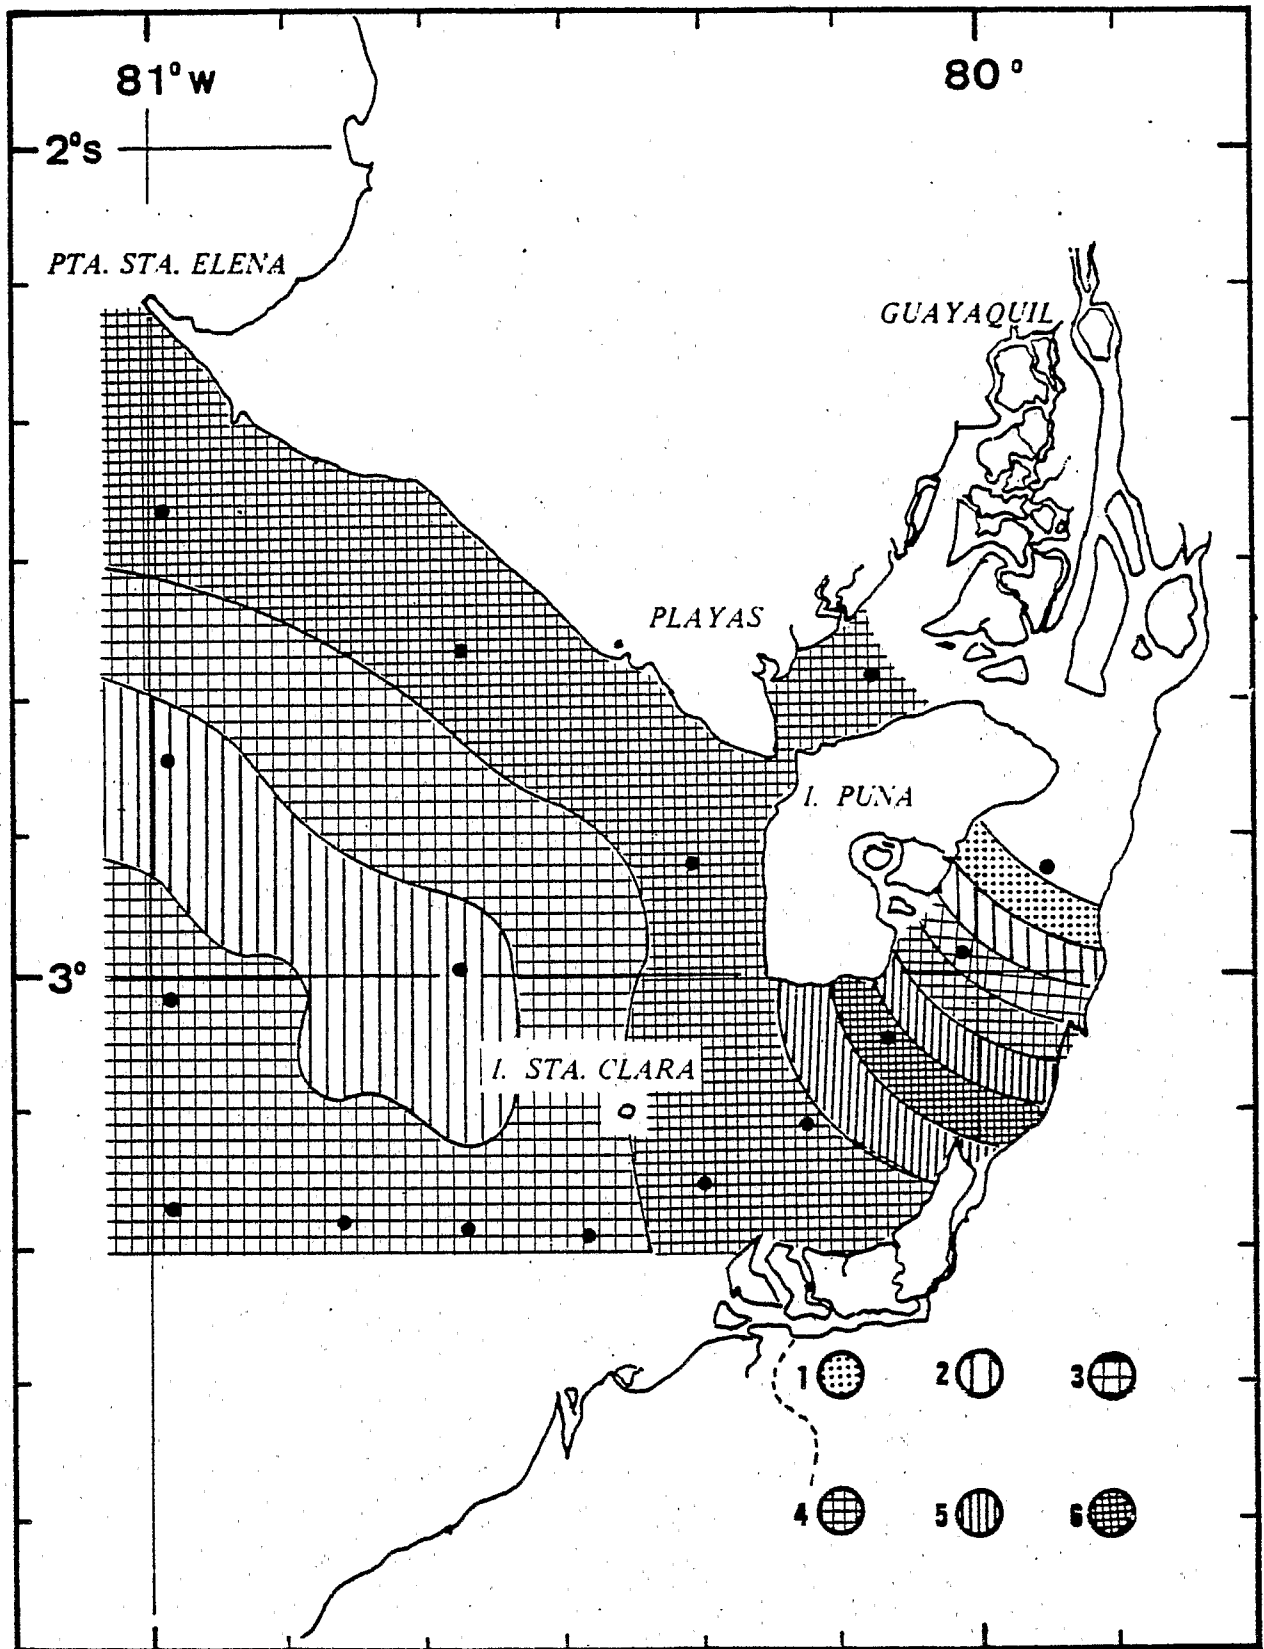 81°W
80°
2°S
PTA. STA. ELENA
GUAYAQUIL
PLAYAS
I. PUNA
3°
I. STA. CLARA
1 2 3
4 5 6